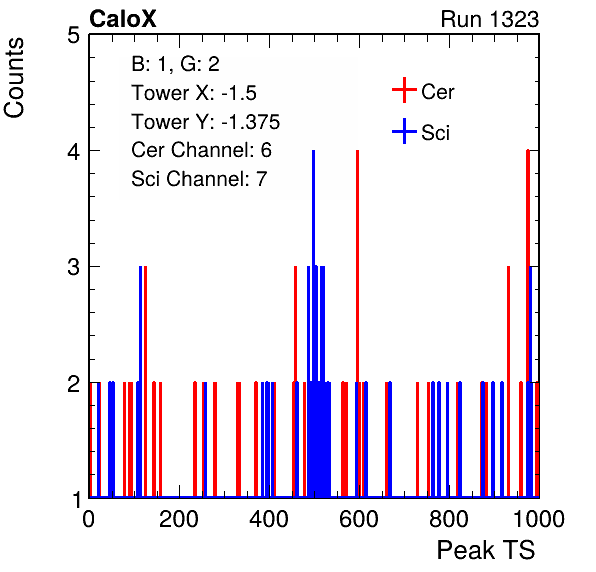 CaloX Run 1323
Counts
B: 1, G: 2
Tower X: -1.5
Tower Y: -1.375
Cer Channel: 6
Sci Channel: 7
Cer
Sci
5
4
3
2
1
0 200 400 600 800 1000
Peak TS